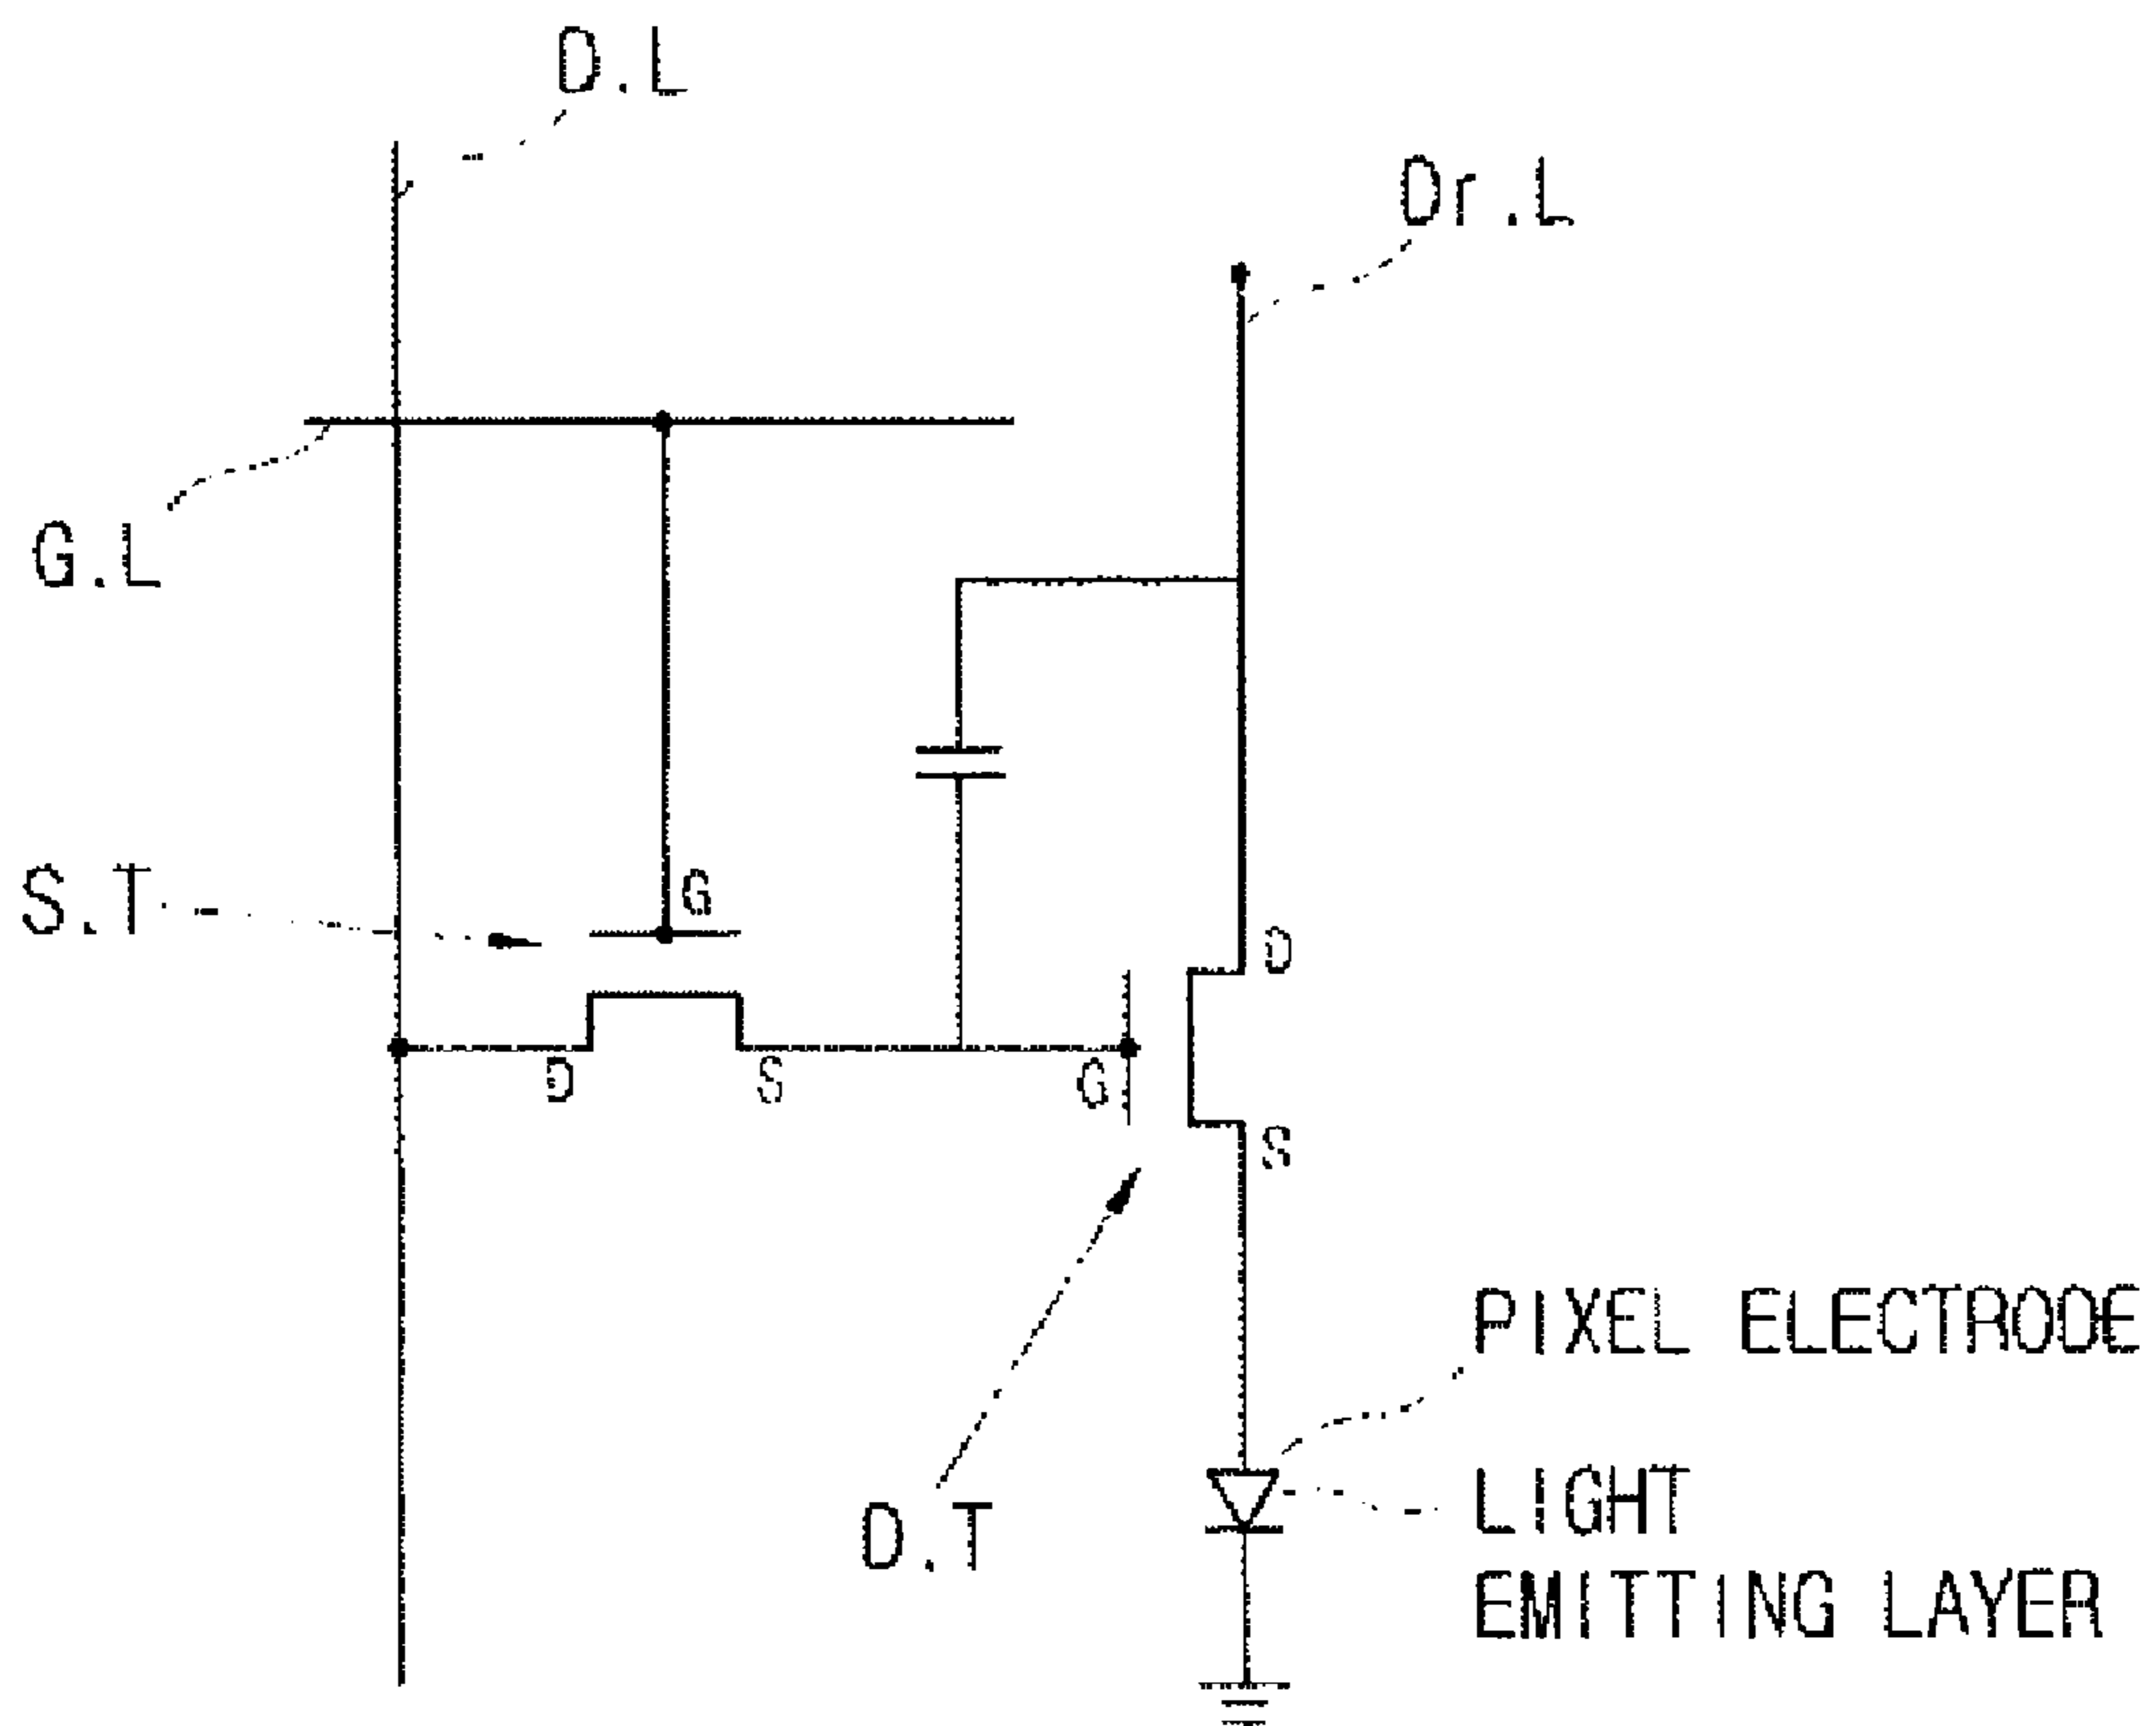 D.L
Dr.L
G.L
S.T
G
D
D
S
G
S
PIXEL ELECTRODE
LIGHT
EMITTING LAYER
D.T